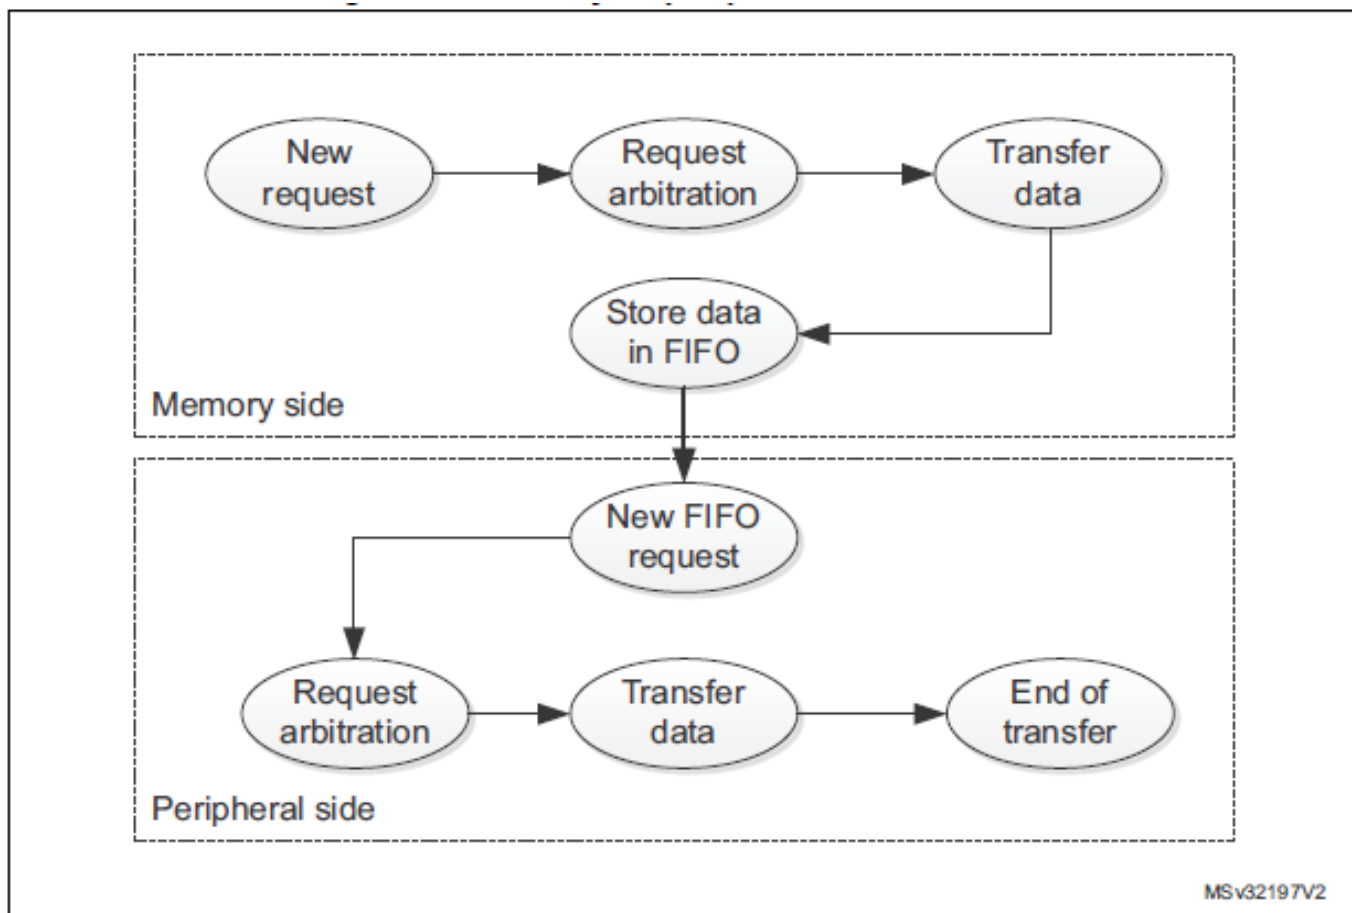 New
request
Request
arbitration
Transfer
data
Store data
in FIFO
Memory side
New FIFO
request
Request
arbitration
Transfer
data
End of
transfer
Peripheral side
MSv32197V2